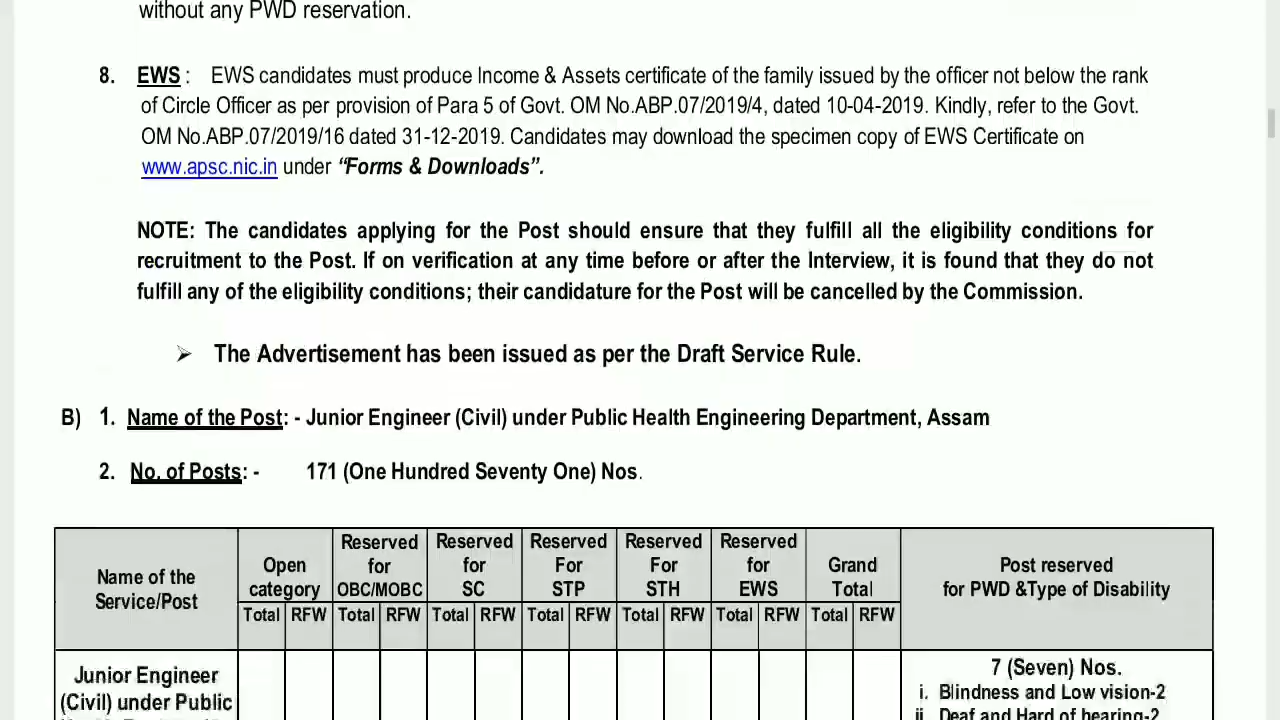 without any PWD reservation.
8. EWS : EWS candidates must produce Income & Assets certificate of the family issued by the officer not below the rank
of Circle Officer as per provision of Para 5 of Govt. OM No.ABP.07/2019/4, dated 10-04-2019. Kindly, refer to the Govt.
OM No.ABP.07/2019/16 dated 31-12-2019. Candidates may download the specimen copy of EWS Certificate on
www.apsc.nic.in under “Forms & Downloads”.
NOTE: The candidates applying for the Post should ensure that they fulfill all the eligibility conditions for
recruitment to the Post. If on verification at any time before or after the Interview, it is found that they do not
fulfill any of the eligibility conditions; their candidature for the Post will be cancelled by the Commission.
➢ The Advertisement has been issued as per the Draft Service Rule.
B) 1. Name of the Post: - Junior Engineer (Civil) under Public Health Engineering Department, Assam
2. No. of Posts: - 171 (One Hundred Seventy One) Nos.
Name of the
Service/Post
Open
category
Reserved
for
OBC/MOBC
Reserved
for
SC
Reserved
For
STP
Reserved
For
STH
Reserved
for
EWS
Grand
Total
Post reserved
for PWD &Type of Disability
Total RFW Total RFW Total RFW Total RFW Total RFW Total RFW Total RFW
Junior Engineer
(Civil) under Public
7 (Seven) Nos.
i. Blindness and Low vision-2
ii. Deaf and Hard of hearing-2